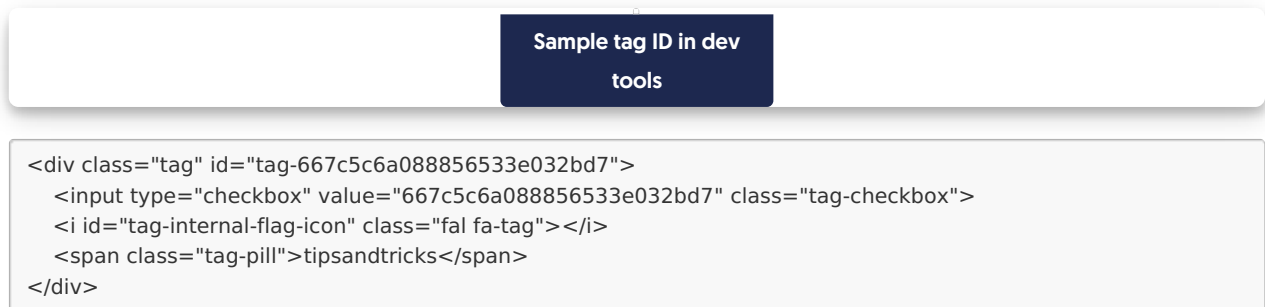 Sample tag ID in dev
tools
<div class="tag" id="tag-667c5c6a088856533e032bd7">
    <input type="checkbox" value="667c5c6a088856533e032bd7" class="tag-checkbox">
    <i id="tag-internal-flag-icon" class="fal fa-tag"></i>
    <span class="tag-pill">tipsandtricks</span>
</div>